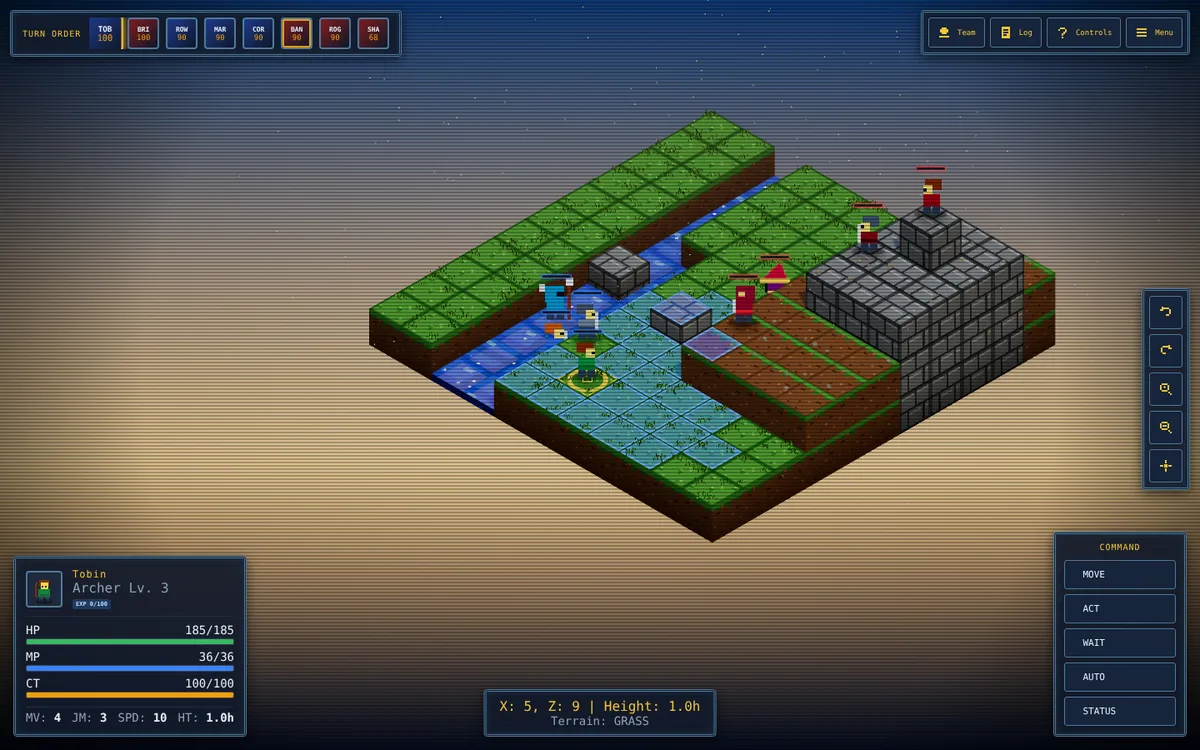 TURN ORDER
TOB 100
BRI 100
ROW 90
MAR 90
COR 90
BAN 90
ROG 90
SHA 68
Team
Log
? Controls
Menu
Tobin
Archer Lv. 3
EXP 0/100
HP 185/185
MP 36/36
CT 100/100
MV: 4 JM: 3 SPD: 10 HT: 1.0h
X: 5, Z: 9 | Height: 1.0h
Terrain: GRASS
COMMAND
MOVE
ACT
WAIT
AUTO
STATUS